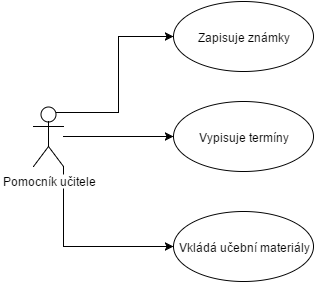 Zapisuje známky
Vypisuje termíny
Pomocník učitele
Vkládá učební materiály